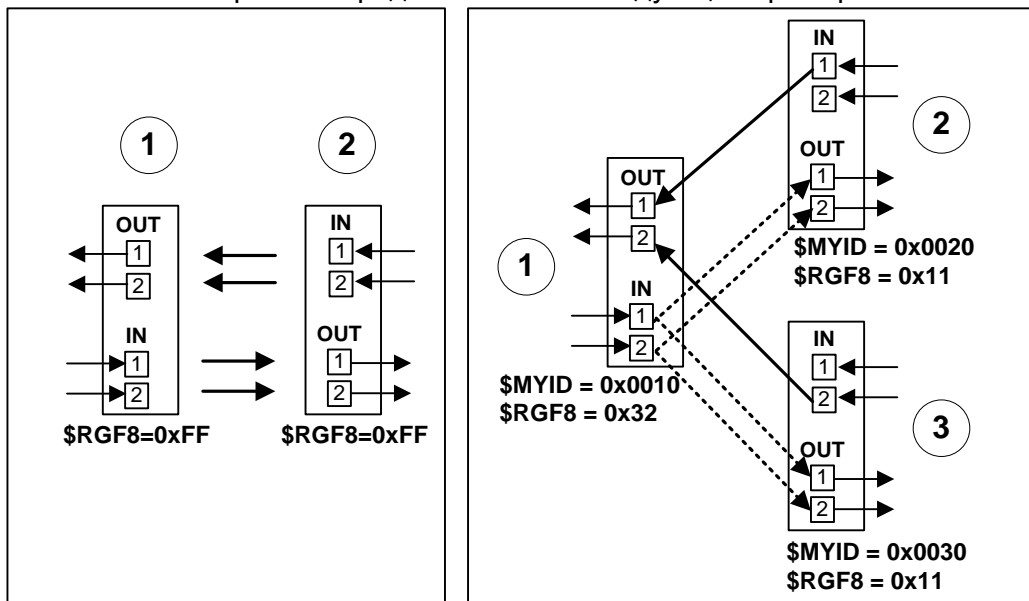 1
2
OUT
1
2
IN
1
2
$RGF8=0xFF
IN
1
2
OUT
1
2
$RGF8=0xFF
1
OUT
1
2
IN
1
2
$MYID = 0x0010
$RGF8 = 0x32
IN
1
2
2
OUT
1
2
$MYID = 0x0020
$RGF8 = 0x11
IN
1
2
3
OUT
1
2
$MYID = 0x0030
$RGF8 = 0x11